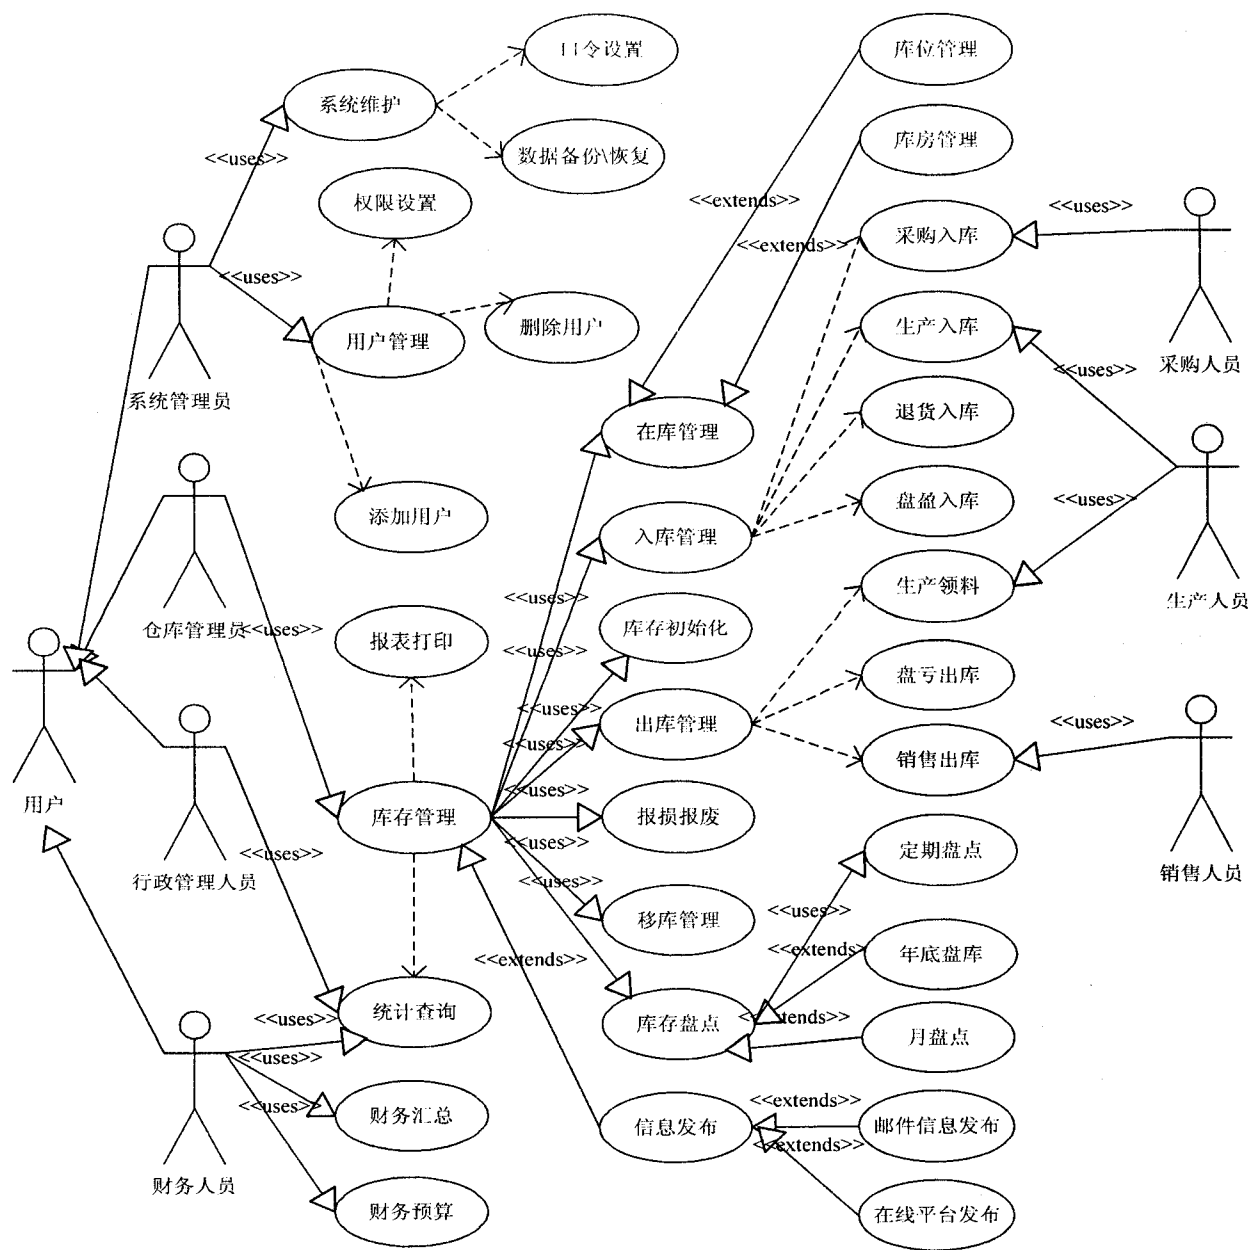 口令设置
库位管理
系统维护
库房管理
<<uses>>
数据备份\恢复
权限设置
<<extends>>
采购入库
<<uses>>
<<extends>>
<<uses>>
用户管理
删除用户
生产入库
采购人员
<<uses>>
系统管理员
在库管理
退货入库
添加用户
入库管理
盘盈入库
<<uses>>
生产领料
生产人员
<<uses>>
仓库管理员
<<uses>>
报表打印
库存初始化
<<uses>>
盘亏出库
<<uses>>
出库管理
<<uses>>
销售出库
<<uses>>
用户
<<uses>>
库存管理
报损报废
<<uses>>
定期盘点
行政管理人员
<<uses>>
<<uses>>
销售人员
移库管理
<<uses>>
<<extends>>
<<extends>
年底盘库
统计查询
<<uses>>
库存盘点
<<extends>>
月盘点
<<uses>>
<<uses>>
财务汇总
信息发布
<<extends>>
邮件信息发布
<<extends>>
财务人员
财务预算
在线平台发布